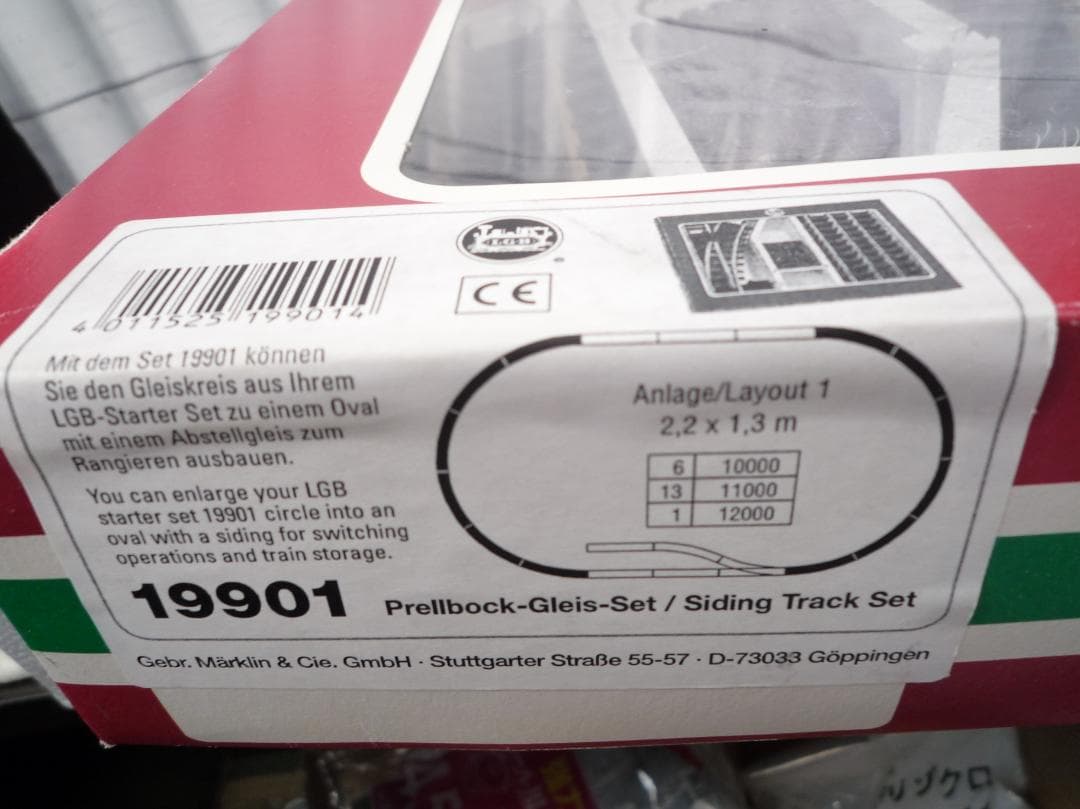 LGB
CE
4 011525 199014
Mit dem Set 19901 können
Sie den Gleiskreis aus Ihrem
LGB-Starter Set zu einem Oval
mit einem Abstellgleis zum
Rangieren ausbauen.
You can enlarge your LGB
starter set 19901 circle into an
oval with a siding for switching
operations and train storage.
Anlage/Layout 1
2,2 x 1,3 m
6 10000
13 11000
1 12000
19901 Prellbock-Gleis-Set / Siding Track Set
Gebr. Märklin & Cie. GmbH · Stuttgarter Straße 55-57 · D-73033 Göppingen